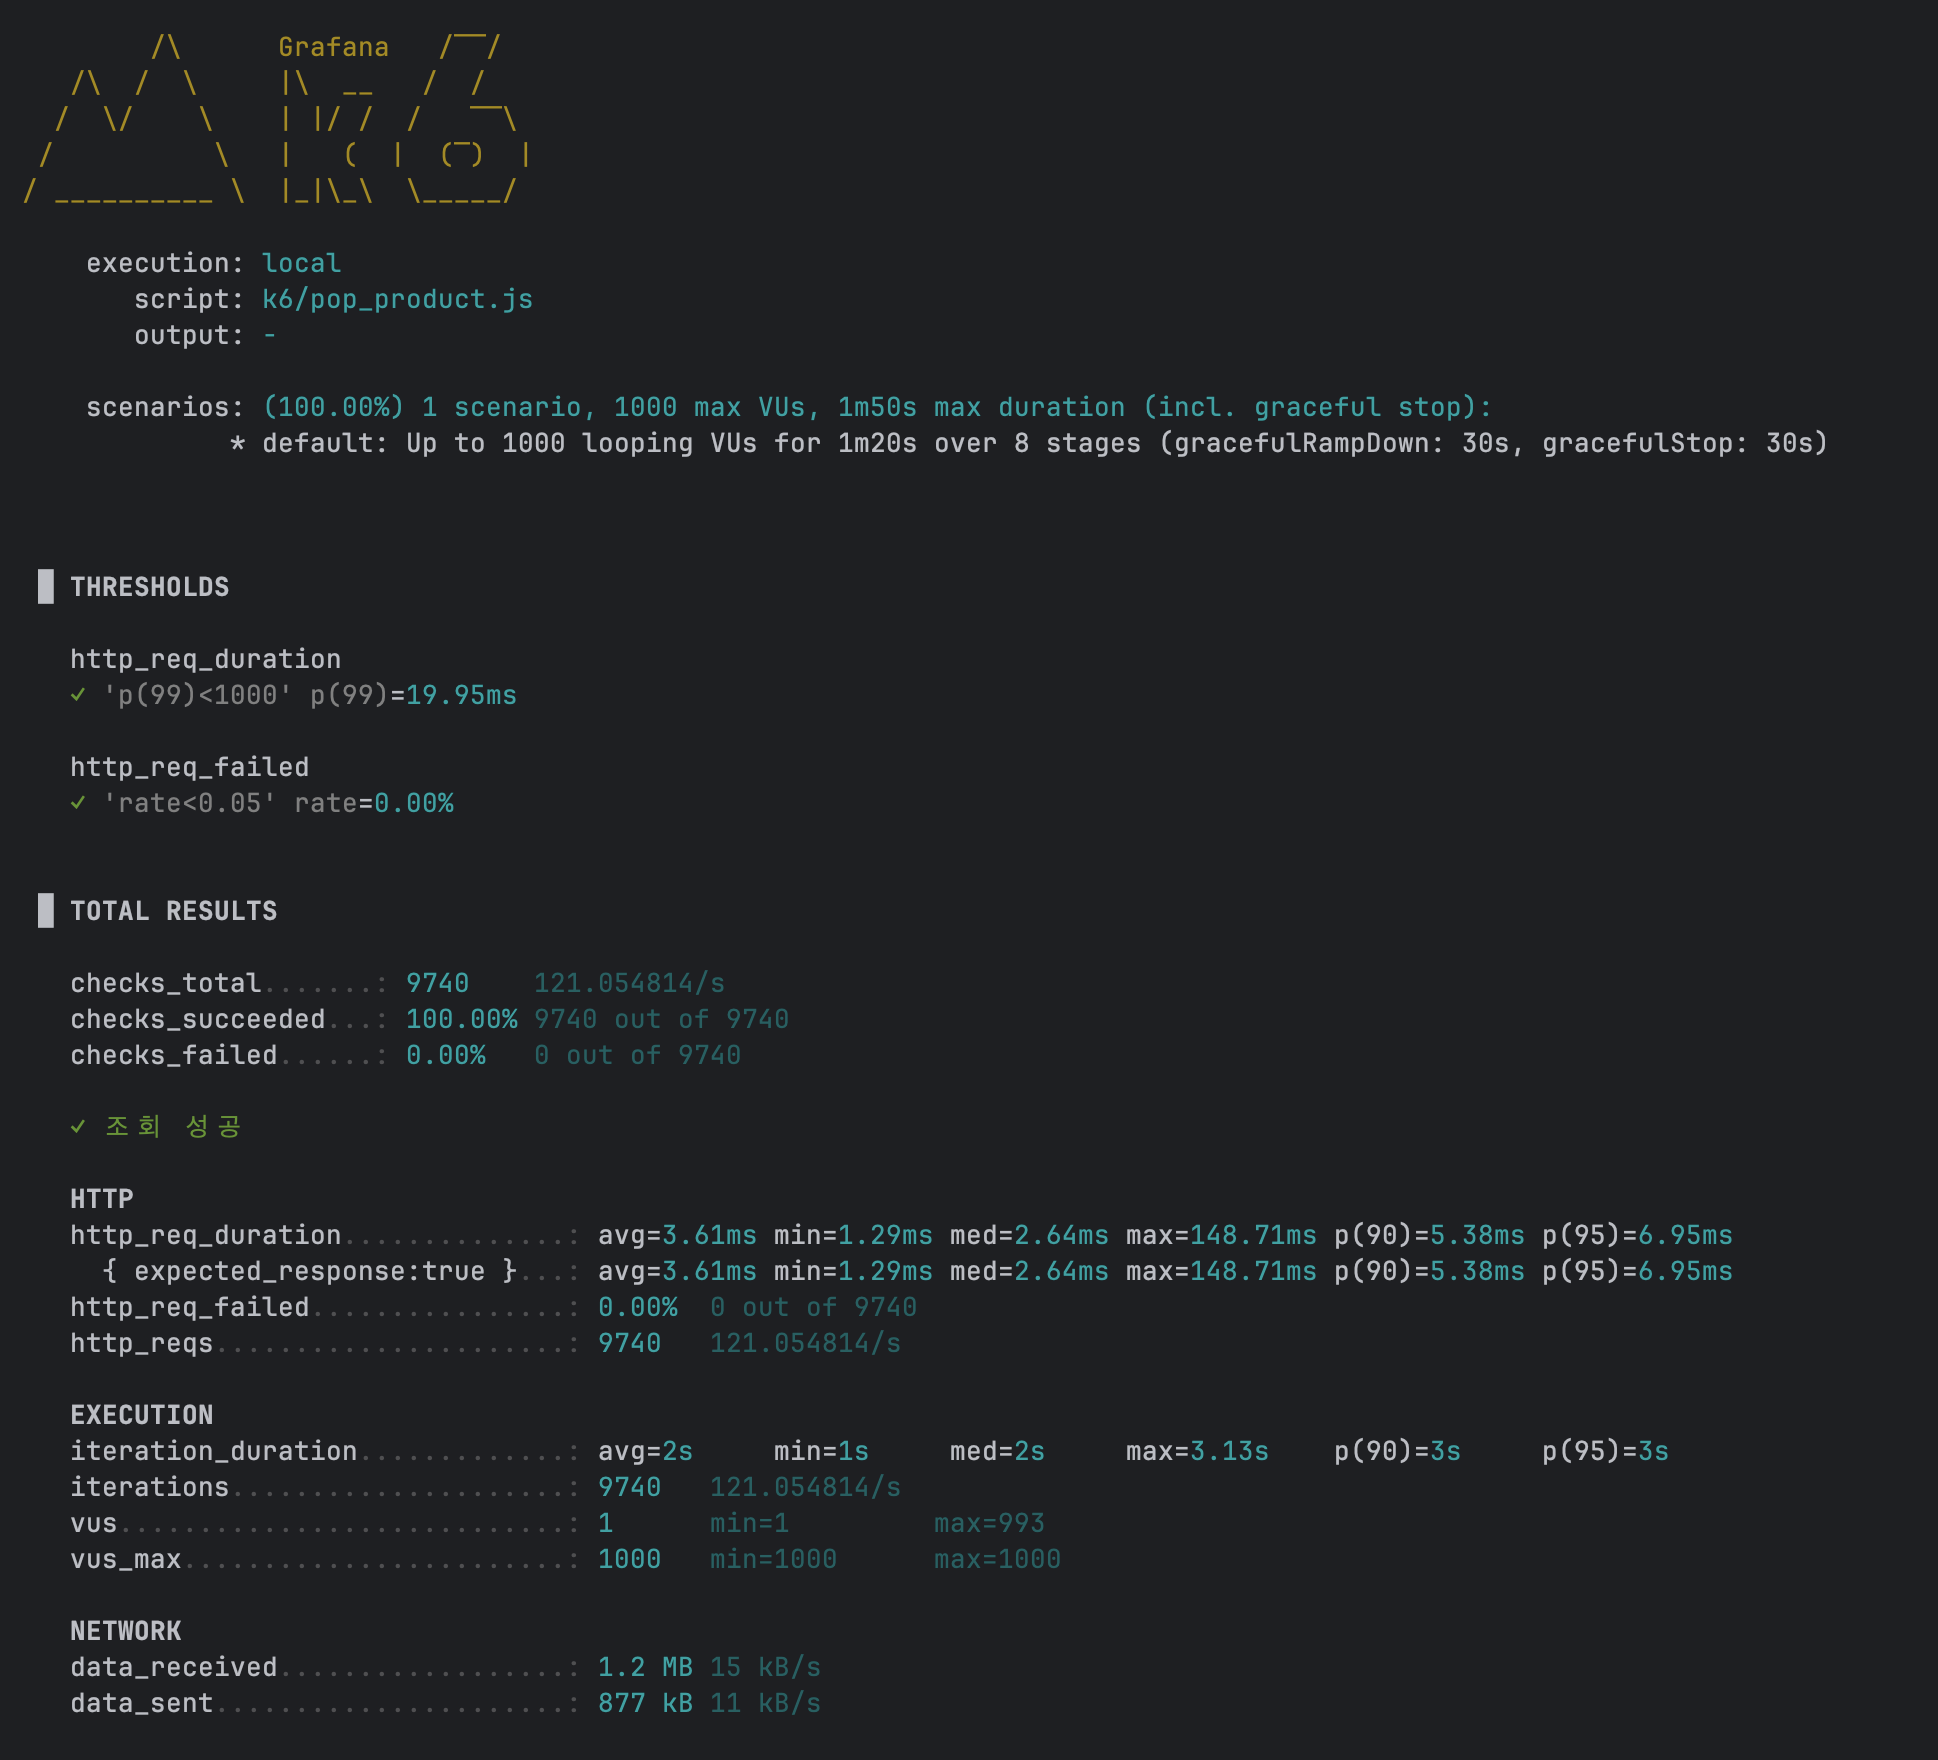 /\      Grafana   /‾‾/
    /\  /  \     |\  __   /  /
   /  \/    \    | |/ /  /   ‾‾\
  /          \   |   (  |  (‾)  |
 / __________ \  |_|\_\  \_____/
     execution: local
        script: k6/pop_product.js
        output: -
     scenarios: (100.00%) 1 scenario, 1000 max VUs, 1m50s max duration (incl. graceful stop):
              * default: Up to 1000 looping VUs for 1m20s over 8 stages (gracefulRampDown: 30s, gracefulStop: 30s)
  █ THRESHOLDS
    http_req_duration
    ✓ 'p(99)<1000' p(99)=19.95ms
    http_req_failed
    ✓ 'rate<0.05' rate=0.00%
  █ TOTAL RESULTS
    checks_total.......: 9740    121.054814/s
    checks_succeeded...: 100.00% 9740 out of 9740
    checks_failed......: 0.00%   0 out of 9740
    ✓ 조회 성공
    HTTP
    http_req_duration..............: avg=3.61ms min=1.29ms med=2.64ms max=148.71ms p(90)=5.38ms p(95)=6.95ms
      { expected_response:true }...: avg=3.61ms min=1.29ms med=2.64ms max=148.71ms p(90)=5.38ms p(95)=6.95ms
    http_req_failed................: 0.00%  0 out of 9740
    http_reqs......................: 9740   121.054814/s
    EXECUTION
    iteration_duration.............: avg=2s     min=1s     med=2s     max=3.13s    p(90)=3s     p(95)=3s
    iterations.....................: 9740   121.054814/s
    vus............................: 1      min=1         max=993
    vus_max........................: 1000   min=1000      max=1000
    NETWORK
    data_received..................: 1.2 MB 15 kB/s
    data_sent......................: 877 kB 11 kB/s